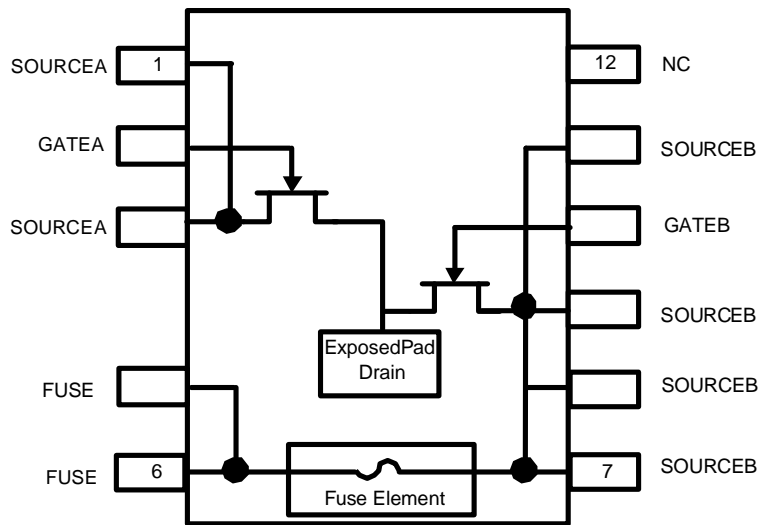 SOURCEA 1
12 NC
GATEA
SOURCEB
SOURCEA
GATEB
SOURCEB
ExposedPad
Drain
FUSE
SOURCEB
FUSE 6
Fuse Element
7 SOURCEB